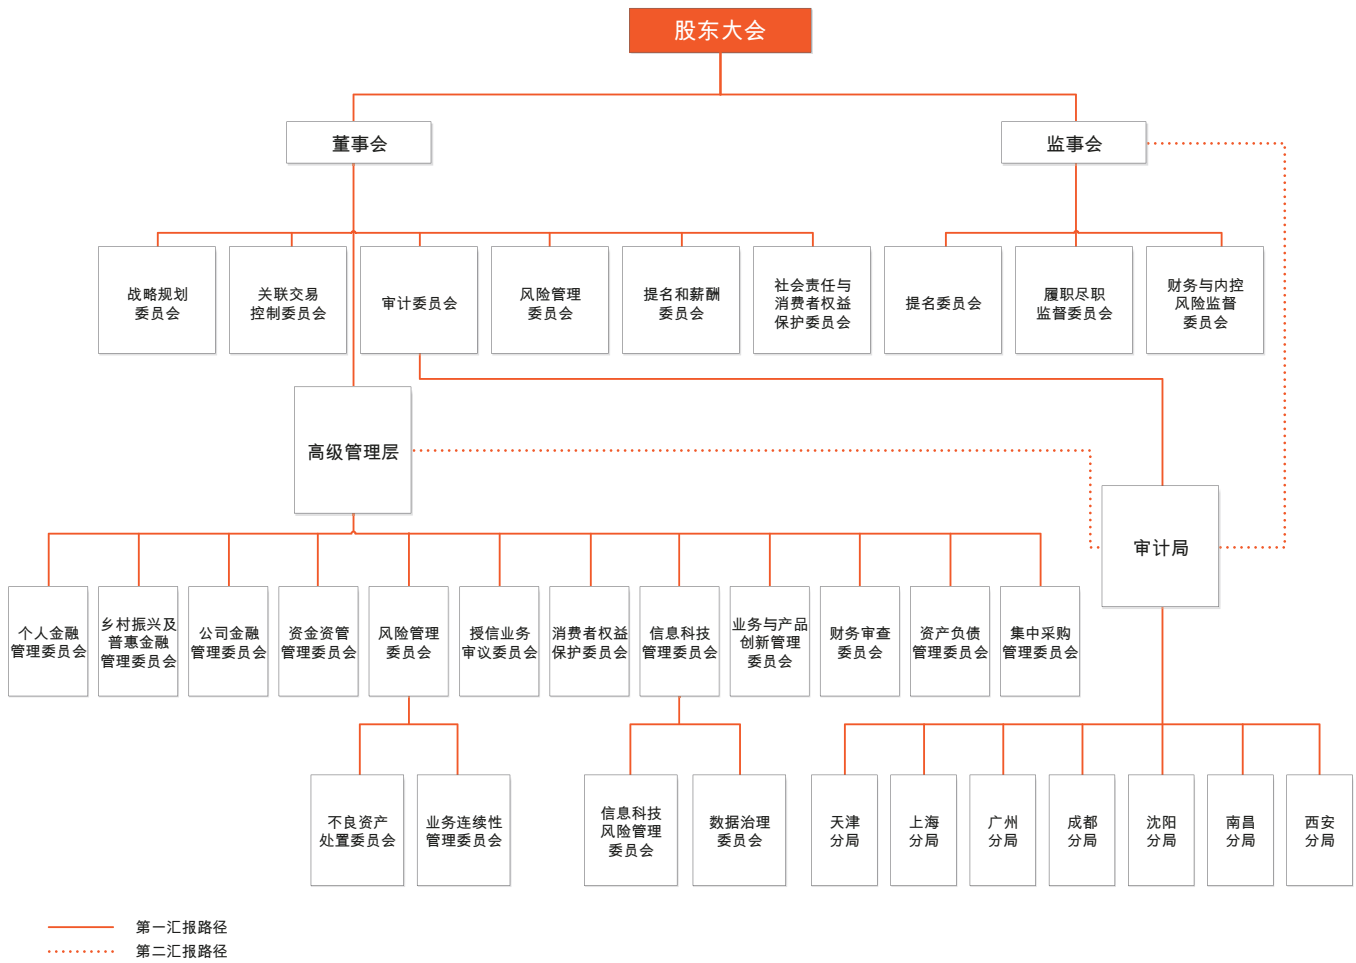 股东大会
董事会
监事会
战略规划
委员会
关联交易
控制委员会
审计委员会
风险管理
委员会
提名和薪酬
委员会
社会责任与
消费者权益
保护委员会
提名委员会
履职尽职
监督委员会
财务与内控
风险监督
委员会
高级管理层
审计局
个人金融
管理委员会
乡村振兴及
普惠金融
管理委员会
公司金融
管理委员会
资金资管
管理委员会
风险管理
委员会
授信业务
审议委员会
消费者权益
保护委员会
信息科技
管理委员会
业务与产品
创新管理
委员会
财务审查
委员会
资产负债
管理委员会
集中采购
管理委员会
不良资产
处置委员会
业务连续性
管理委员会
信息科技
风险管理
委员会
数据治理
委员会
天津
分局
上海
分局
广州
分局
成都
分局
沈阳
分局
南昌
分局
西安
分局
第一汇报路径
第二汇报路径